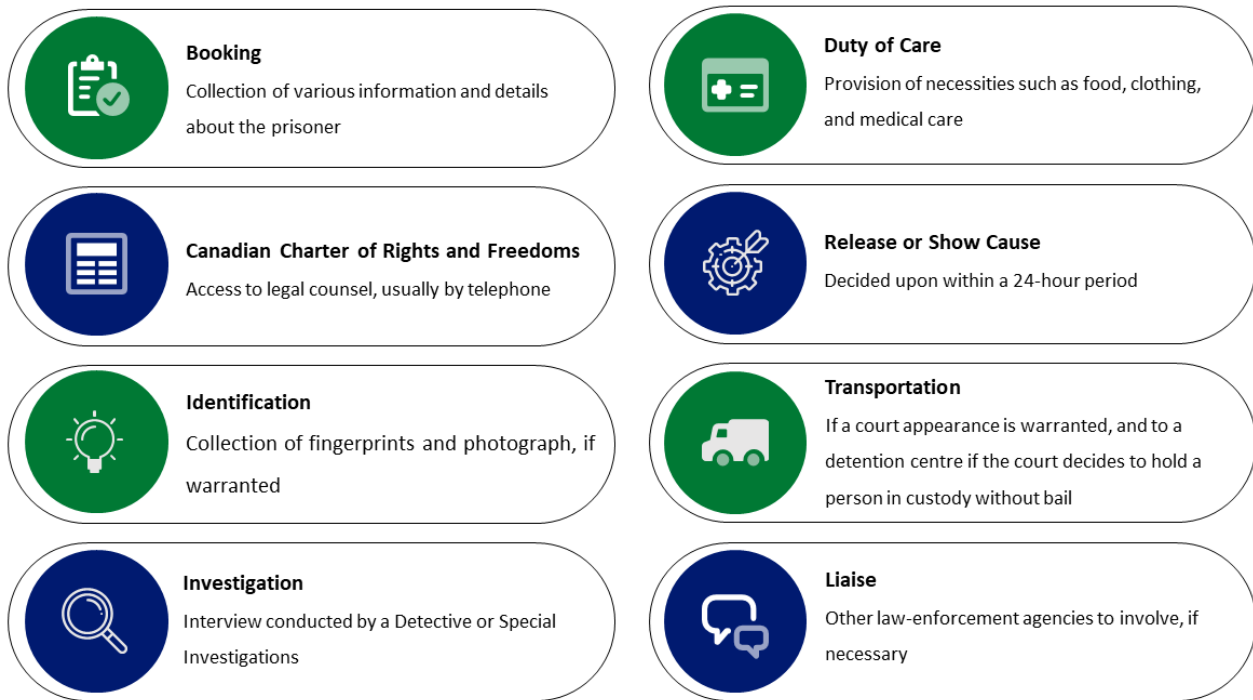 Booking
Collection of various information and details
about the prisoner
Canadian Charter of Rights and Freedoms
Access to legal counsel, usually by telephone
Identification
Collection of fingerprints and photograph, if
warranted
Investigation
Interview conducted by a Detective or Special
Investigations
Duty of Care
Provision of necessities such as food, clothing,
and medical care
Release or Show Cause
Decided upon within a 24-hour period
Transportation
If a court appearance is warranted, and to a
detention centre if the court decides to hold a
person in custody without bail
Liaise
Other law-enforcement agencies to involve, if
necessary